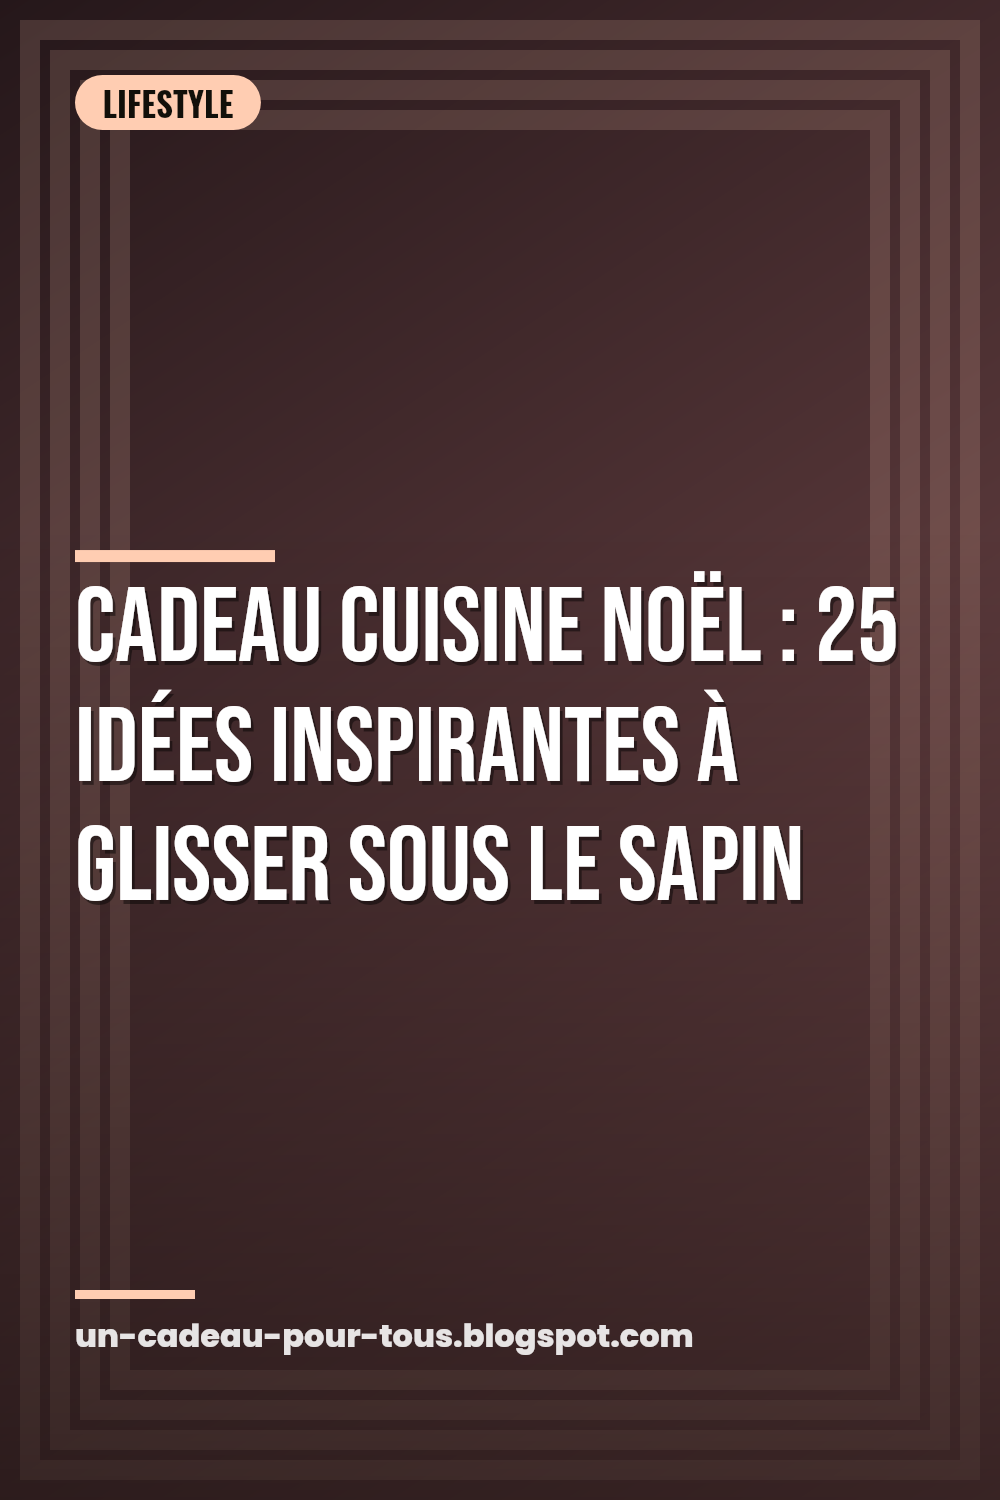 LIFESTYLE
CADEAU CUISINE NOËL : 25
IDÉES INSPIRANTES À
GLISSER SOUS LE SAPIN
un-cadeau-pour-tous.blogspot.com